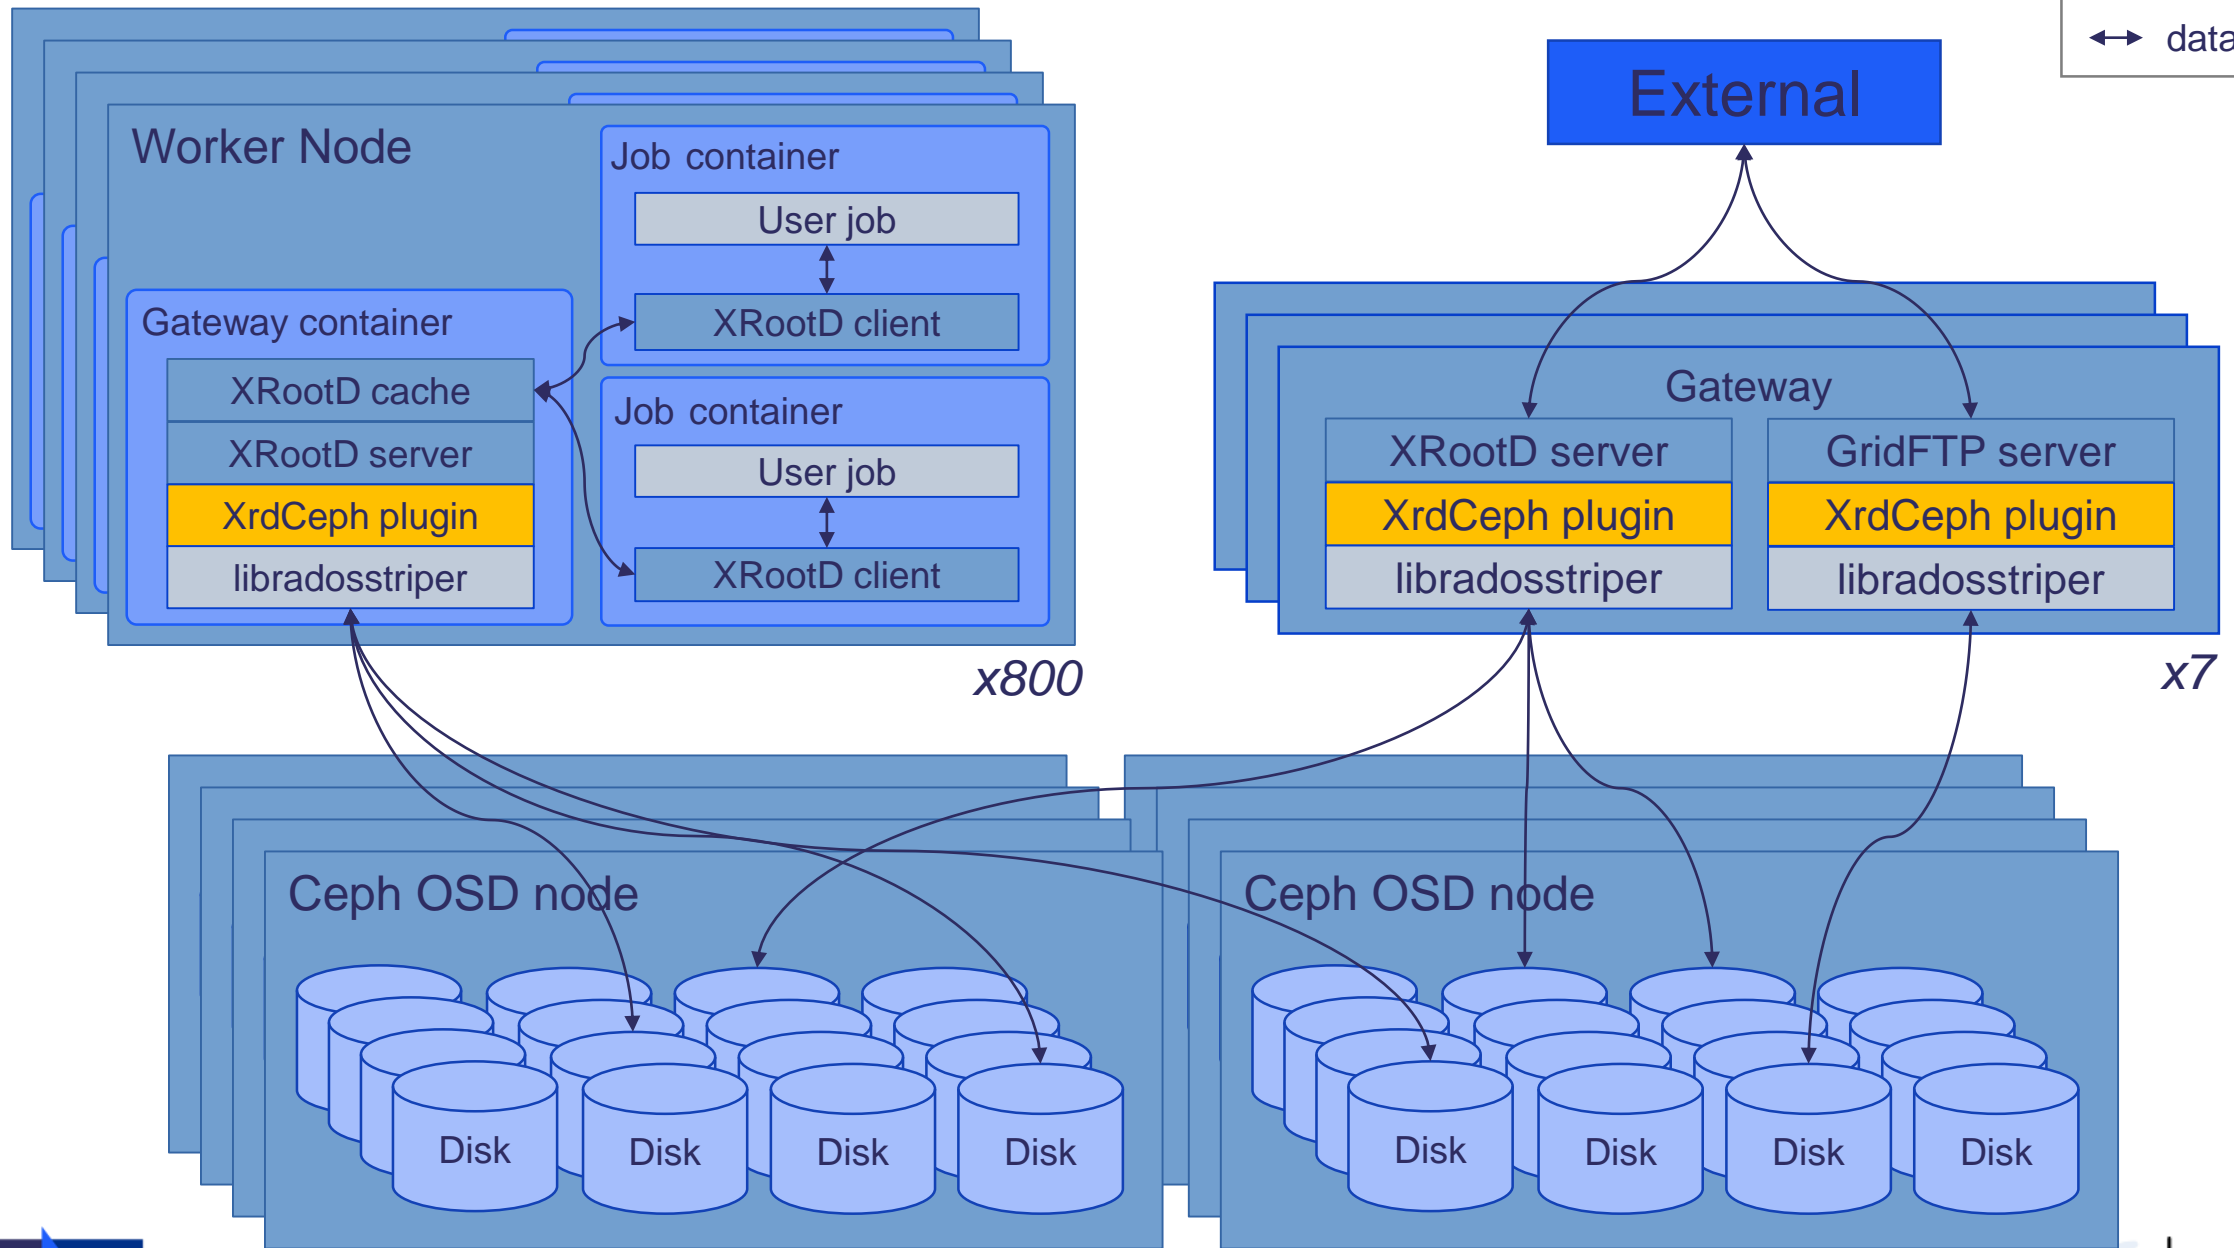 data
External
Worker Node
Job container
User job
XRootD client
Gateway container
XRootD cache
XRootD server
XrdCeph plugin
libradosstriper
Job container
User job
XRootD client
x800
Gateway
XRootD server
XrdCeph plugin
libradosstriper
GridFTP server
XrdCeph plugin
libradosstriper
x7
Ceph OSD node
Disk
Disk
Disk
Disk
Ceph OSD node
Disk
Disk
Disk
Disk